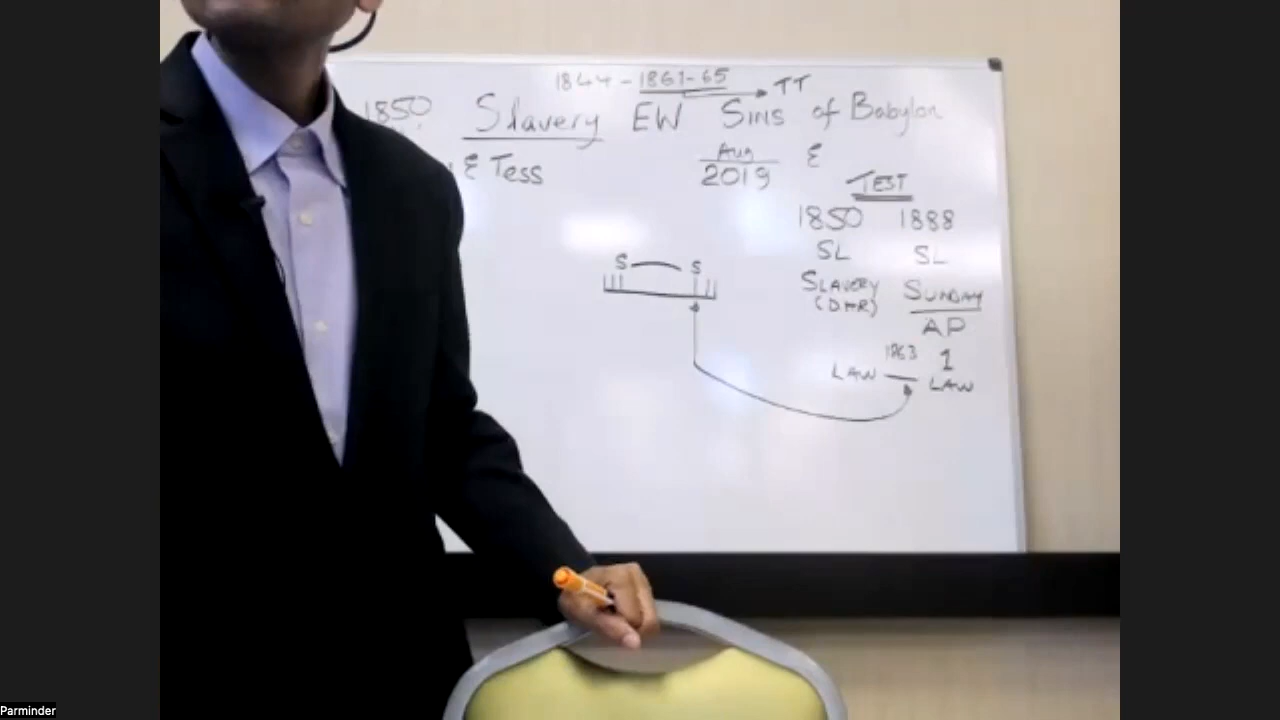 1844 - 1861-65 → TT
1850 Slavery EW Sins of Babylon
& Tess Aug &
2019
TEST
1850 1888
SL SL
SLAVERY SUNDAY
(DHR) AP
S S
1863 1
LAW — LAW
Parminder